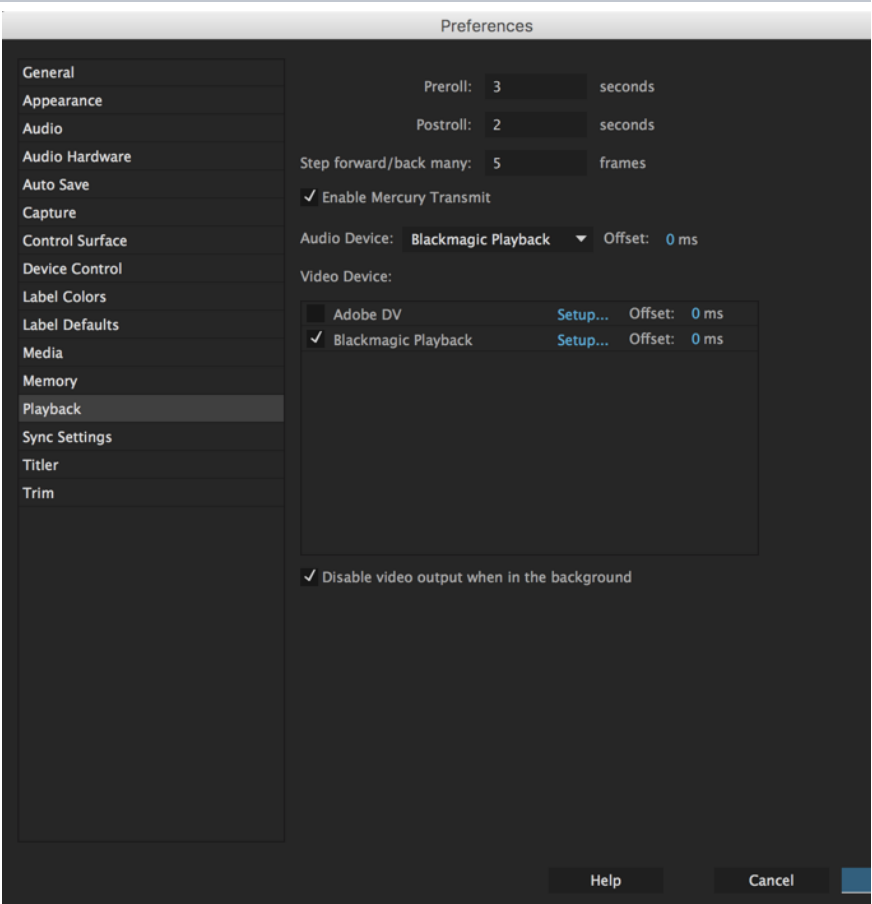 Preferences
General
Appearance
Audio
Audio Hardware
Auto Save
Capture
Control Surface
Device Control
Label Colors
Label Defaults
Media
Memory
Playback
Sync Settings
Titler
Trim
Preroll: 3 seconds
Postroll: 2 seconds
Step forward/back many: 5 frames
Enable Mercury Transmit
Audio Device: Blackmagic Playback Offset: 0 ms
Video Device:
Adobe DV Setup... Offset: 0 ms
Blackmagic Playback Setup... Offset: 0 ms
Disable video output when in the background
Help Cancel